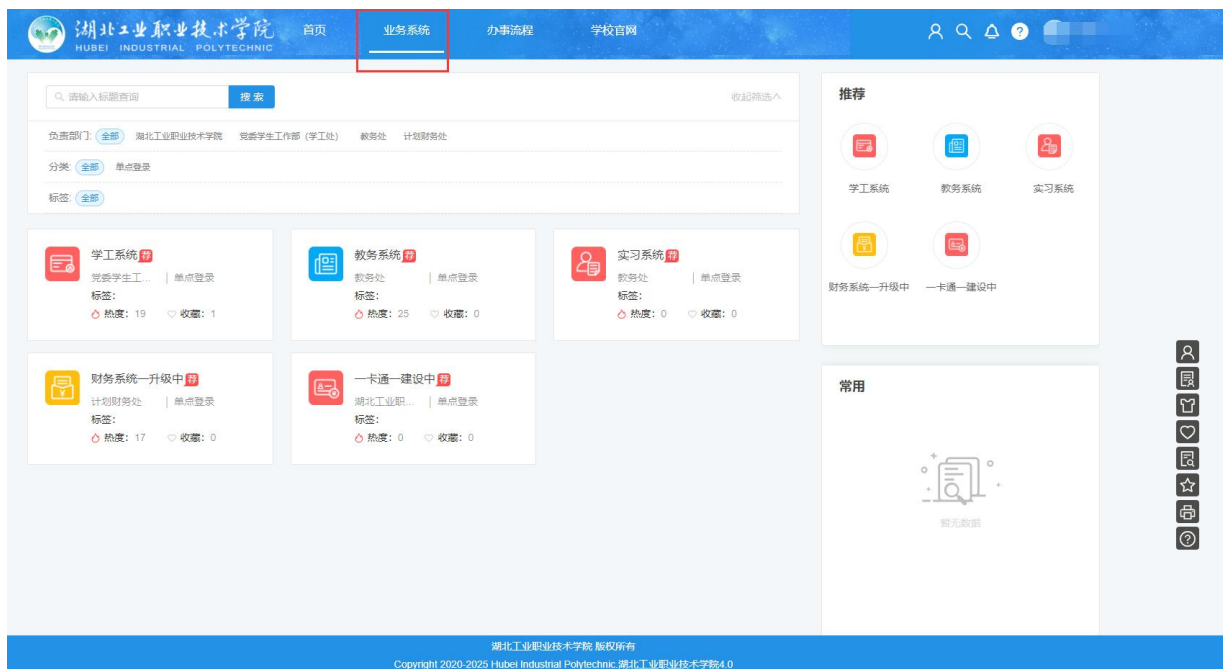 湖北工业职业技术学院
HUBEI INDUSTRIAL POLYTECHNIC
首页 业务系统 办事流程 学校官网
请输入标题查询 搜索 收起筛选
负责部门: 全部 湖北工业职业技术学院 党委学生工作部（学工处） 教务处 计划财务处
分类: 全部 单点登录
标签: 全部
学工系统 荐
党委学生工... | 单点登录
标签：
热度：19 收藏：1
教务系统 荐
教务处 | 单点登录
标签：
热度：25 收藏：0
实习系统 荐
教务处 | 单点登录
标签：
热度：0 收藏：0
财务系统—升级中 荐
计划财务处 | 单点登录
标签：
热度：17 收藏：0
一卡通—建设中 荐
湖北工业职... | 单点登录
标签：
热度：0 收藏：0
推荐
学工系统 教务系统 实习系统
财务系统—升级中 一卡通—建设中
常用
暂无数据
湖北工业职业技术学院 版权所有
Copyright 2020-2025 Hubei Industrial Polytechnic.湖北工业职业技术学院4.0